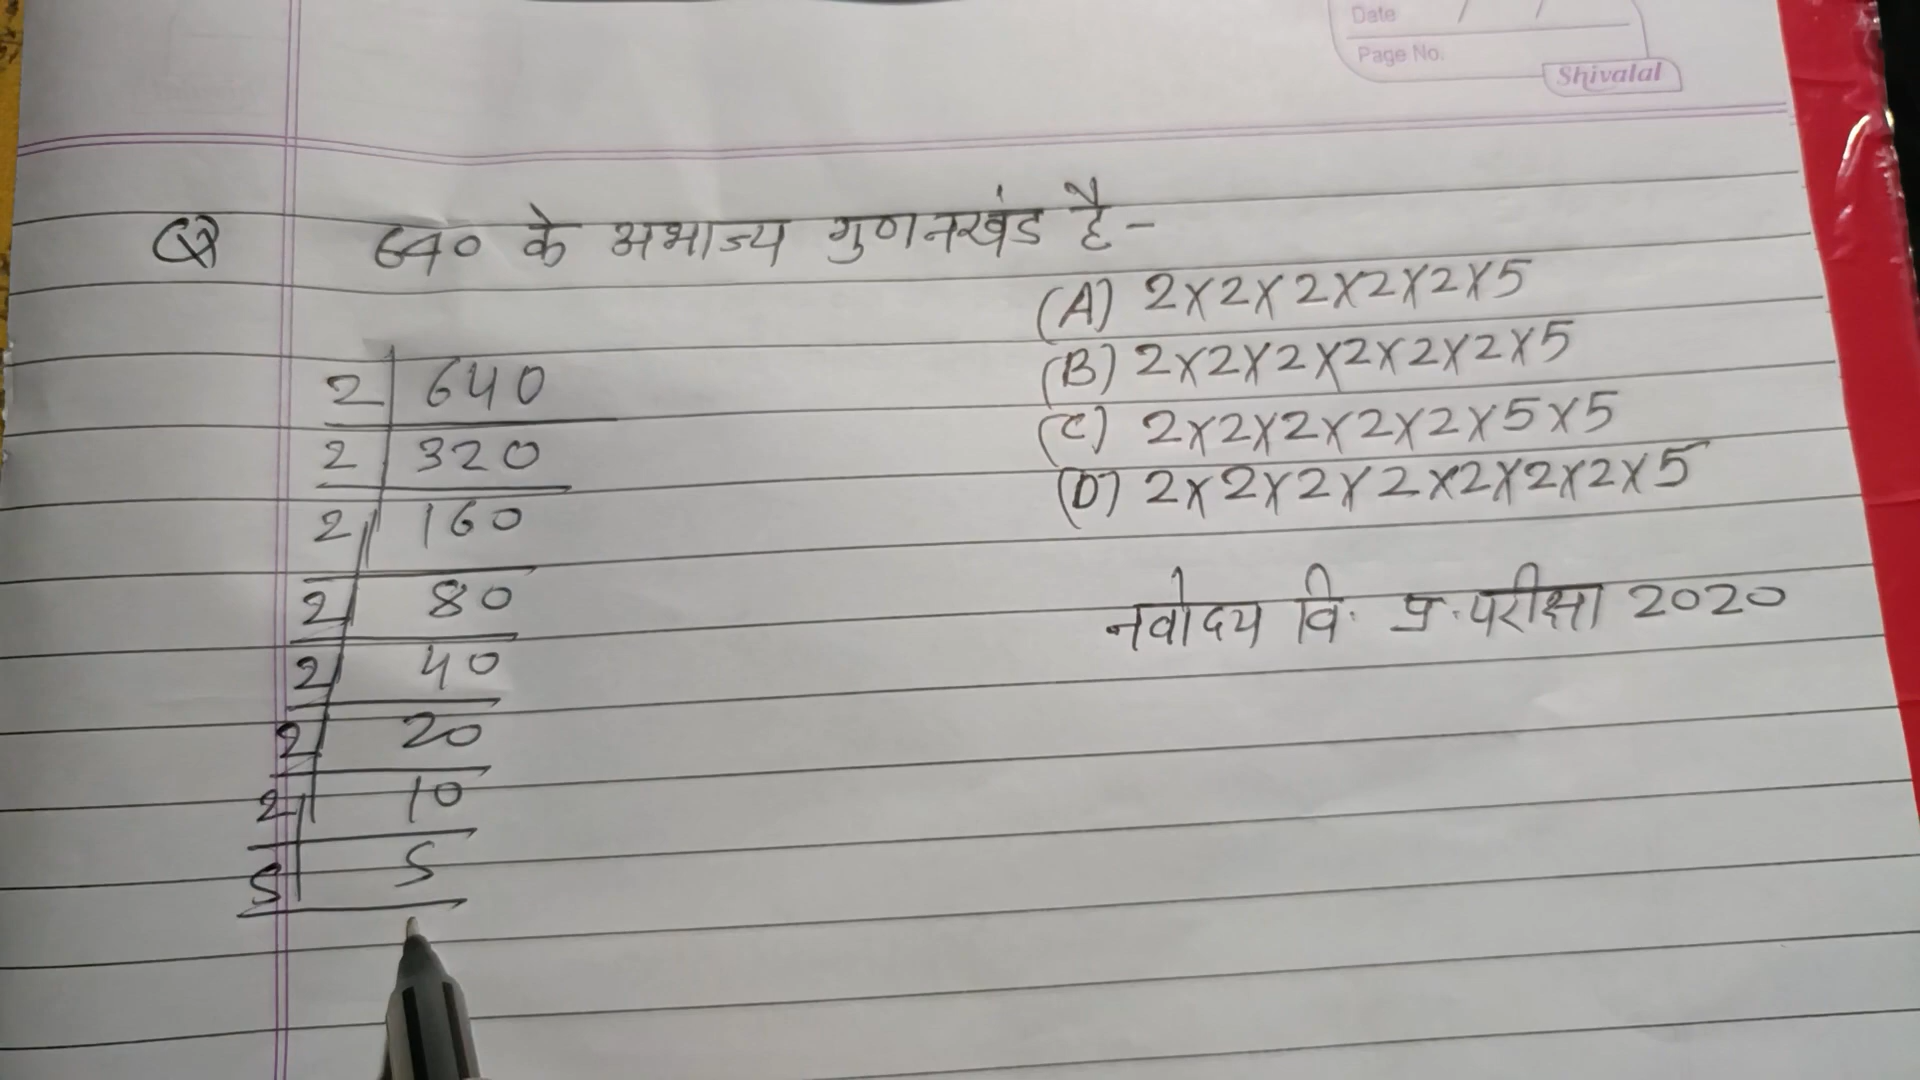 Date / /
Page No.
Shivalal
Q 640 के अभाज्य गुणनखंड है-
(A) 2×2×2×2×2×5
(B) 2×2×2×2×2×2×5
(C) 2×2×2×2×2×5×5
(D) 2×2×2×2×2×2×2×5
नवोदय वि. प्र. परीक्षा 2020
2 640
2 320
2 160
2 80
2 40
2 20
2 10
5 5